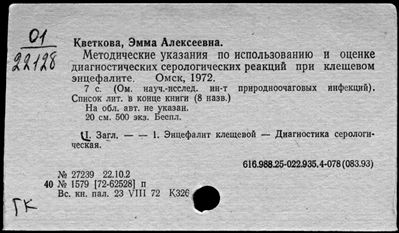 01
22128
Кветкова, Эмма Алексеевна.
Методические указания по использованию и оценке
диагностических серологических реакций при клещевом
энцефалите. Омск, 1972.
7 с. (Ом. науч.-исслед. ин-т природноочаговых инфекций).
Список лит. в конце книги (8 назв.)
На обл. авт. не указан.
20 см. 500 экз. Беспл.
I. Загл. — — 1. Энцефалит клещевой — Диагностика серологи-
ческая.
616.988.25-022.935.4-078 (083.93)
№ 27239 22.10.2
40 № 1579 [72-62528] п
Вс. кн. пал. 23 VIII 72 К326
ГК